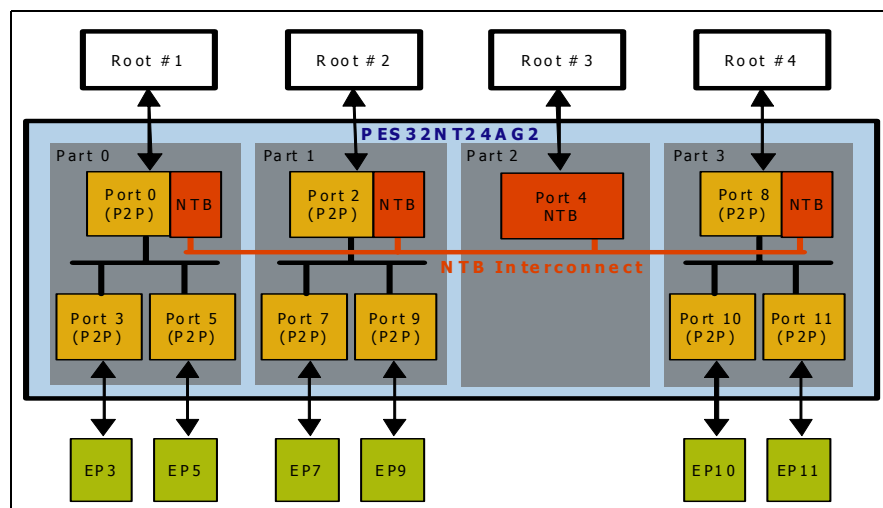 Root #1
Root #2
Root #3
Root #4
PES32NT24AG2
Part 0
Part 1
Part 2
Part 3
Port 0
(P2P)
NTB
Port 2
(P2P)
NTB
Port 4
NTB
Port 8
(P2P)
NTB
NTB Interconnect
Port 3
(P2P)
Port 5
(P2P)
Port 7
(P2P)
Port 9
(P2P)
Port 10
(P2P)
Port 11
(P2P)
EP3
EP5
EP7
EP9
EP10
EP11